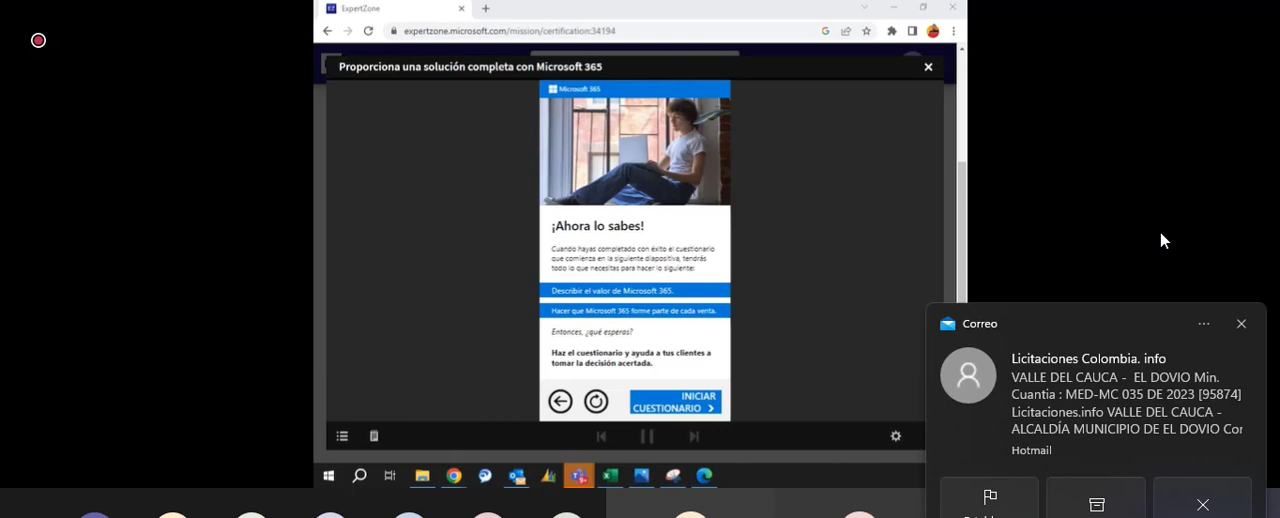 ExpertZone
expertzone.microsoft.com/mission/certification:34194
Proporciona una solución completa con Microsoft 365
Microsoft 365
¡Ahora lo sabes!
Cuando hayas completado con éxito el cuestionario
que comienza en la siguiente diapositiva, tendrás
todo lo que necesitas para hacer lo siguiente:
Describir el valor de Microsoft 365.
Hacer que Microsoft 365 forme parte de cada venta.
Entonces, ¿qué esperas?
Haz el cuestionario y ayuda a tus clientes a
tomar la decisión acertada.
INICIAR
CUESTIONARIO
Correo
Licitaciones Colombia. info
VALLE DEL CAUCA - EL DOVIO Min.
Cuantia : MED-MC 035 DE 2023 [95874]
Licitaciones.info VALLE DEL CAUCA -
ALCALDÍA MUNICIPIO DE EL DOVIO Cor
Hotmail